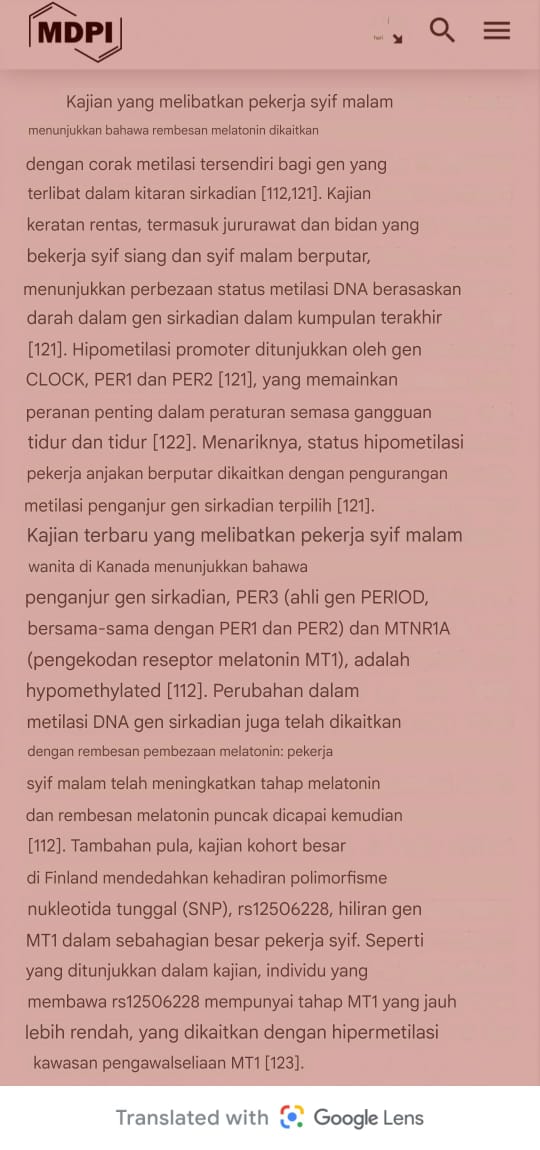 MDPI
Kajian yang melibatkan pekerja syif malam
menunjukkan bahawa rembesan melatonin dikaitkan
dengan corak metilasi tersendiri bagi gen yang
terlibat dalam kitaran sirkadian [112,121]. Kajian
keratan rentas, termasuk jururawat dan bidan yang
bekerja syif siang dan syif malam berputar,
menunjukkan perbezaan status metilasi DNA berasaskan
darah dalam gen sirkadian dalam kumpulan terakhir
[121]. Hipometilasi promoter ditunjukkan oleh gen
CLOCK, PER1 dan PER2 [121], yang memainkan
peranan penting dalam peraturan semasa gangguan
tidur dan tidur [122]. Menariknya, status hipometilasi
pekerja anjakan berputar dikaitkan dengan pengurangan
metilasi penganjur gen sirkadian terpilih [121].
Kajian terbaru yang melibatkan pekerja syif malam
wanita di Kanada menunjukkan bahawa
penganjur gen sirkadian, PER3 (ahli gen PERIOD,
bersama-sama dengan PER1 dan PER2) dan MTNR1A
(pengekodan reseptor melatonin MT1), adalah
hypomethylated [112]. Perubahan dalam
metilasi DNA gen sirkadian juga telah dikaitkan
dengan rembesan pembezaan melatonin: pekerja
syif malam telah meningkatkan tahap melatonin
dan rembesan melatonin puncak dicapai kemudian
[112]. Tambahan pula, kajian kohort besar
di Finland mendedahkan kehadiran polimorfisme
nukleotida tunggal (SNP), rs12506228, hiliran gen
MT1 dalam sebahagian besar pekerja syif. Seperti
yang ditunjukkan dalam kajian, individu yang
membawa rs12506228 mempunyai tahap MT1 yang jauh
lebih rendah, yang dikaitkan dengan hipermetilasi
kawasan pengawalseliaan MT1 [123].
Translated with Google Lens